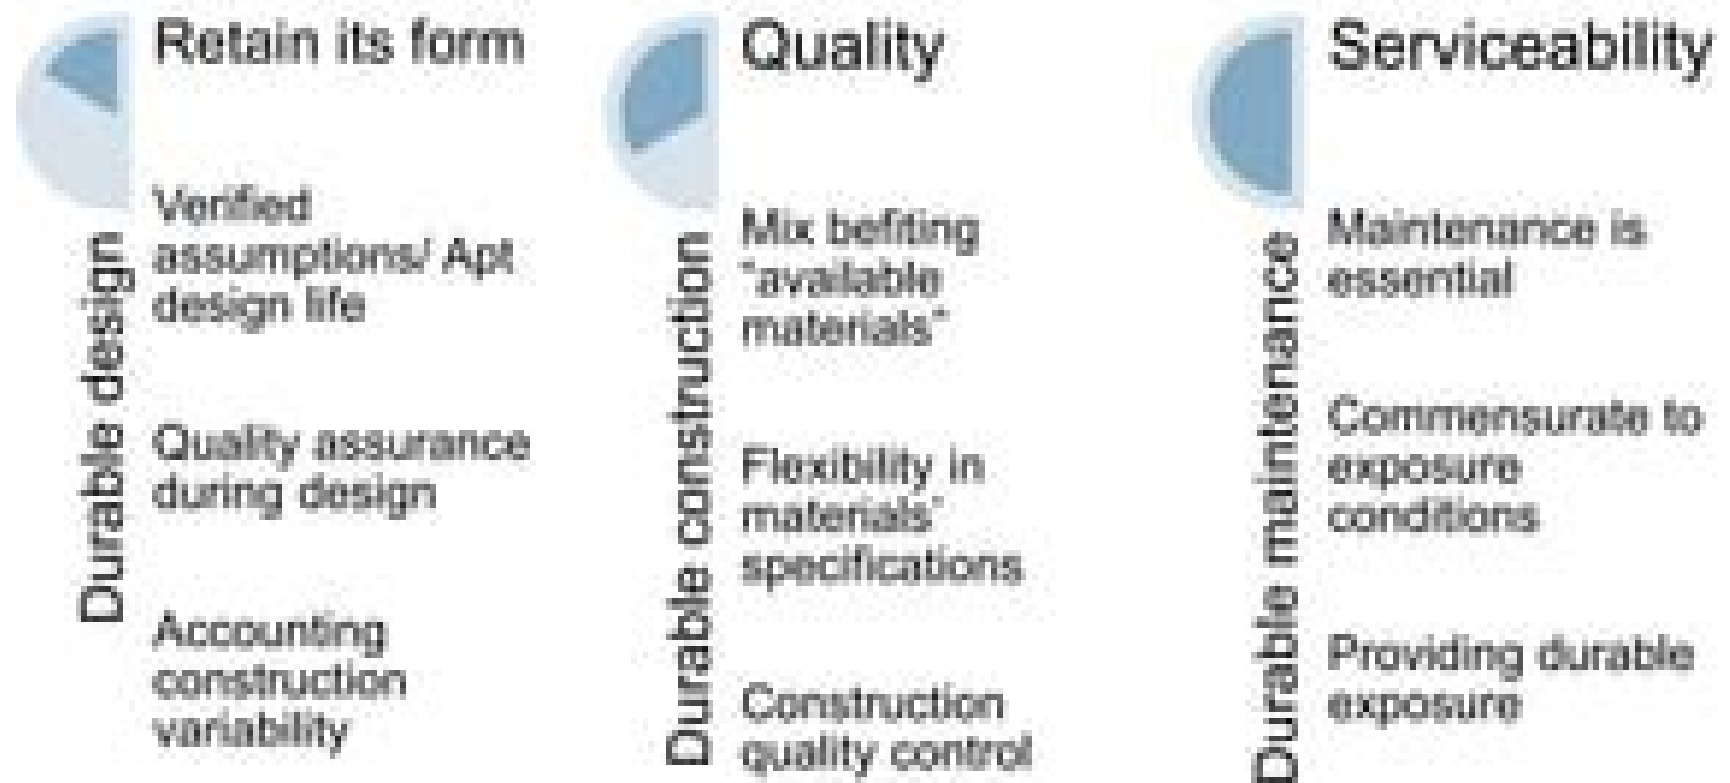 Retain its form
Durable design
Verified
assumptions/ Apt
design life
Quality assurance
during design
Accounting
construction
variability
Quality
Durable construction
Mix befiting
"available
materials"
Flexibility in
materials'
specifications
Construction
quality control
Serviceability
Durable maintenance
Maintenance is
essential
Commensurate to
exposure
conditions
Providing durable
exposure